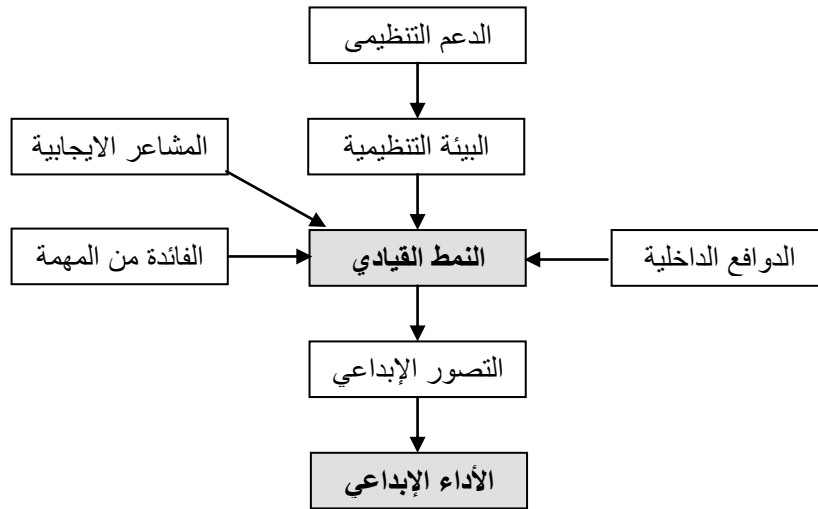 الدعم التنظيمى
المشاعر الايجابية
البيئة التنظيمية
الفائدة من المهمة
النمط القيادي
الدوافع الداخلية
التصور الإبداعي
الأداء الإبداعي